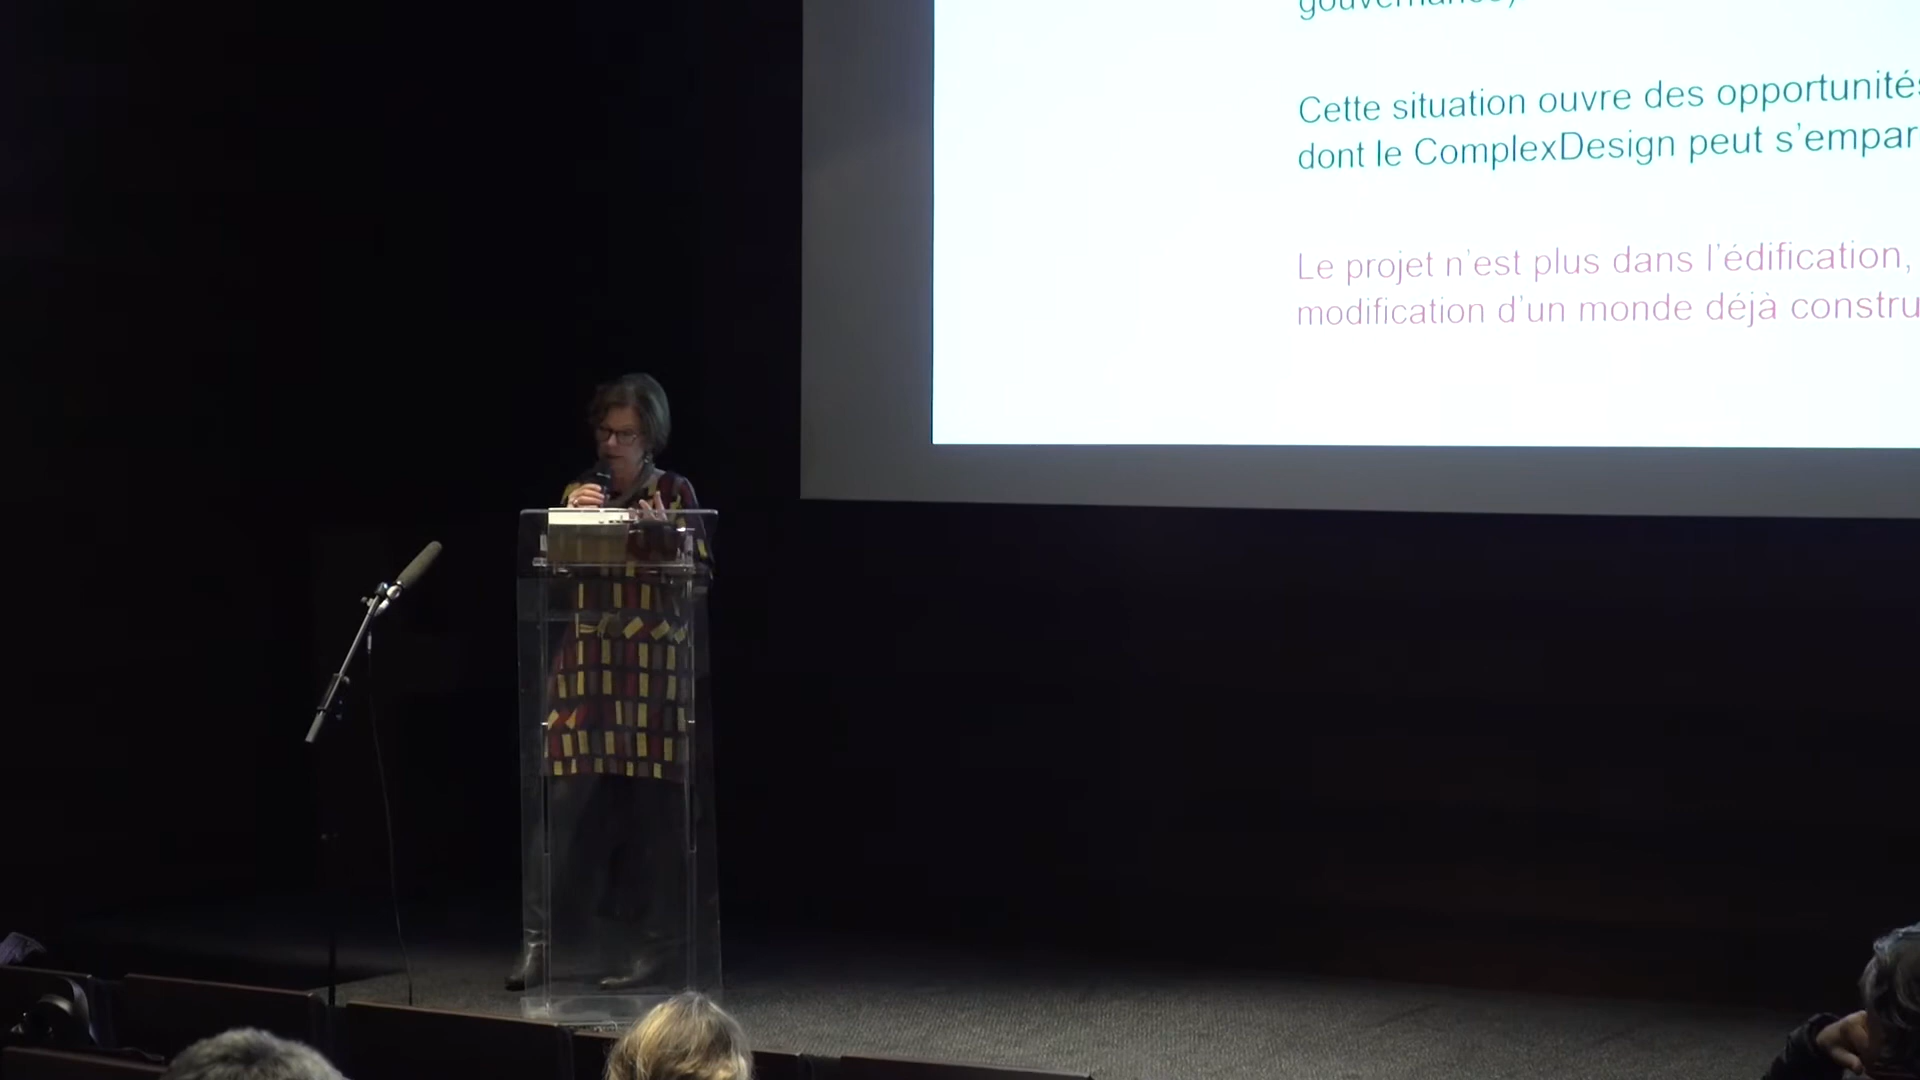 Cette situation ouvre des opportunités
dont le ComplexDesign peut s'empar
Le projet n'est plus dans l'édification,
modification d'un monde déjà constru